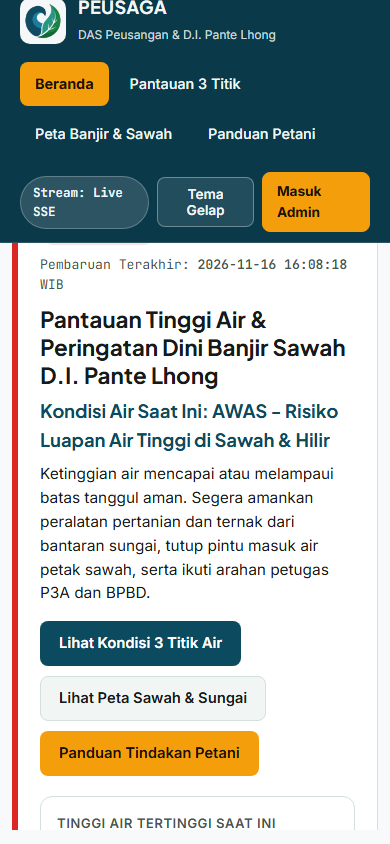 PEUSAGA
DAS Peusangan & D.I. Pante Lhong
Beranda
Pantauan 3 Titik
Peta Banjir & Sawah
Panduan Petani
Stream: Live
SSE
Tema
Gelap
Masuk
Admin
Pembaruan Terakhir: 2026-11-16 16:08:18
WIB
Pantauan Tinggi Air &
Peringatan Dini Banjir Sawah
D.I. Pante Lhong
Kondisi Air Saat Ini: AWAS – Risiko
Luapan Air Tinggi di Sawah & Hilir
Ketinggian air mencapai atau melampaui
batas tanggul aman. Segera amankan
peralatan pertanian dan ternak dari
bantaran sungai, tutup pintu masuk air
petak sawah, serta ikuti arahan petugas
P3A dan BPBD.
Lihat Kondisi 3 Titik Air
Lihat Peta Sawah & Sungai
Panduan Tindakan Petani
TINGGI AIR TERTINGGI SAAT INI